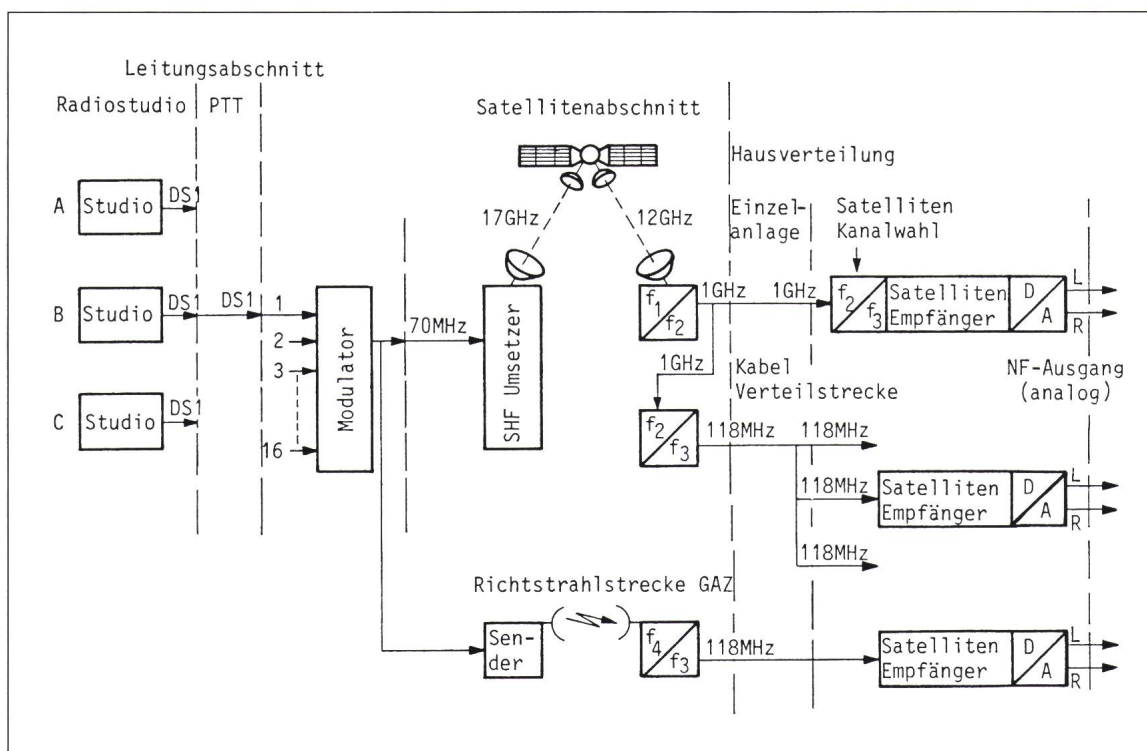 Leitungsabschnitt
Radiostudio
PTT
Satellitenabschnitt
Hausverteilung
A
Studio
DS1
B
Studio
DS1
DS1
C
Studio
DS1
1
2
3
16
Modulator
70MHz
SHF Umsetzer
17GHz
12GHz
f1
f2
1GHz
1GHz
1GHz
Einzel-
anlage
Satelliten
Kanalwahl
f2
f3
Satelliten
Empfänger
D
A
L
R
f2
f3
118MHz
Kabel
Verteilstrecke
118MHz
118MHz
118MHz
NF-Ausgang
(analog)
Satelliten
Empfänger
D
A
L
R
Richtstrahlstrecke GAZ
Sen-
der
f4
f3
118MHz
Satelliten
Empfänger
D
A
L
R